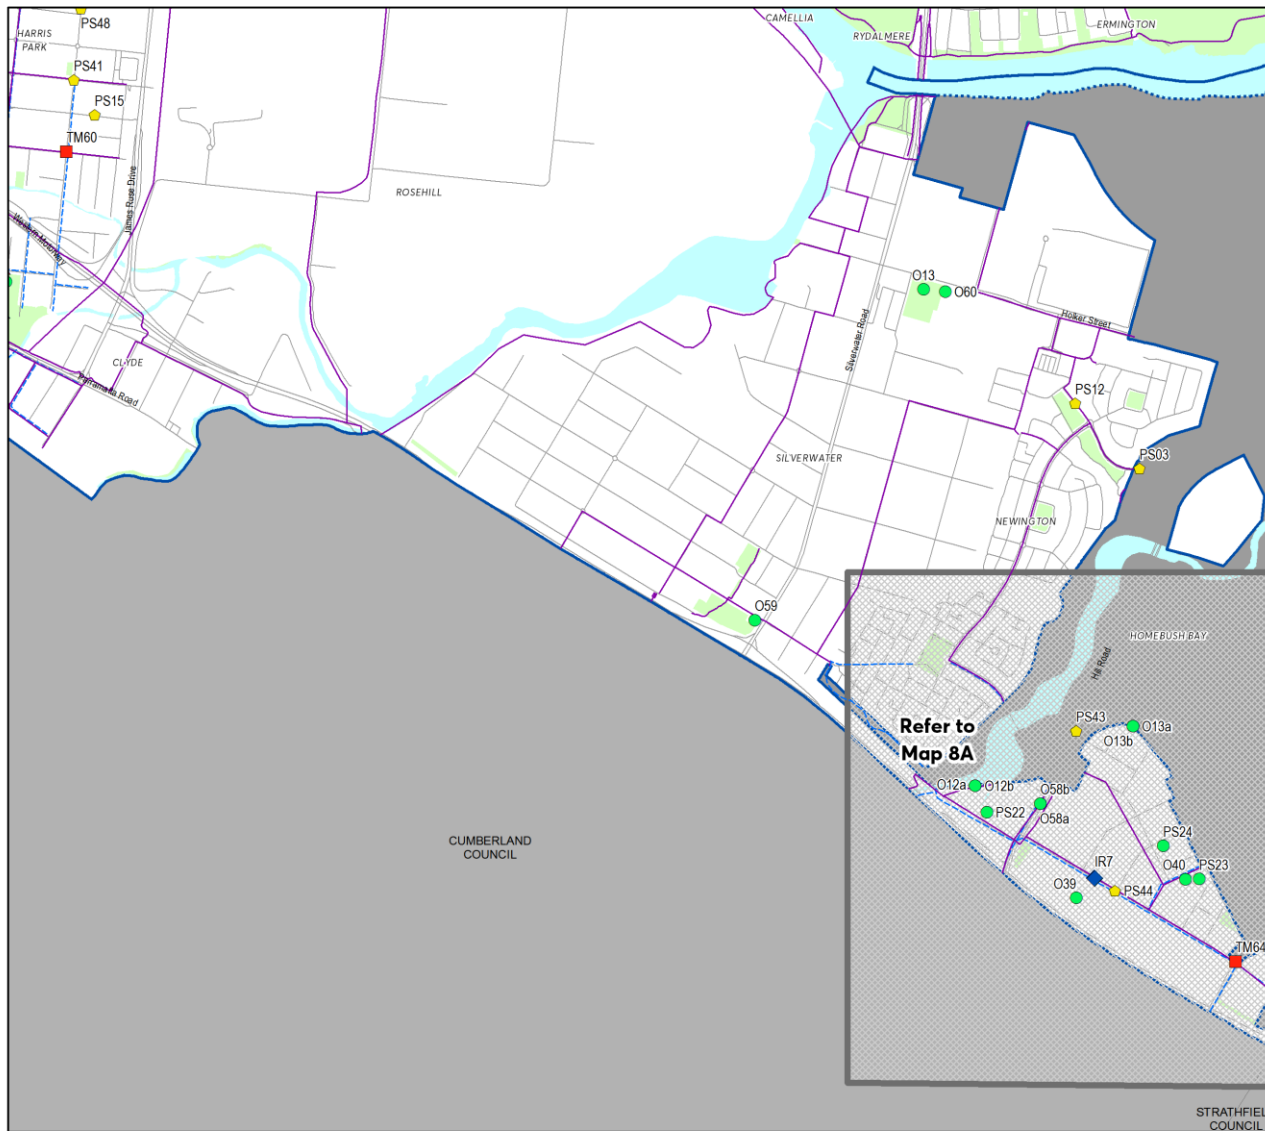 PS48
HARRIS
PARK
CAMELLIA
RYDALMERE
ERMINGTON
PS41
PS15
TM60
James Ruse Drive
ROSEHILL
Western Motorway
O13
O60
Silverwater Road
Holker Street
CLYDE
Parramatta Road
PS12
SILVERWATER
PS03
NEWINGTON
O59
HOMEBUSH BAY
Hill Road
Refer to
Map 8A
PS43
O13a
O13b
O12a
O12b
O58b
O58a
PS22
CUMBERLAND
COUNCIL
PS24
IR7
O40
PS23
O39
PS44
TM64
STRATHFIEL
COUNCIL